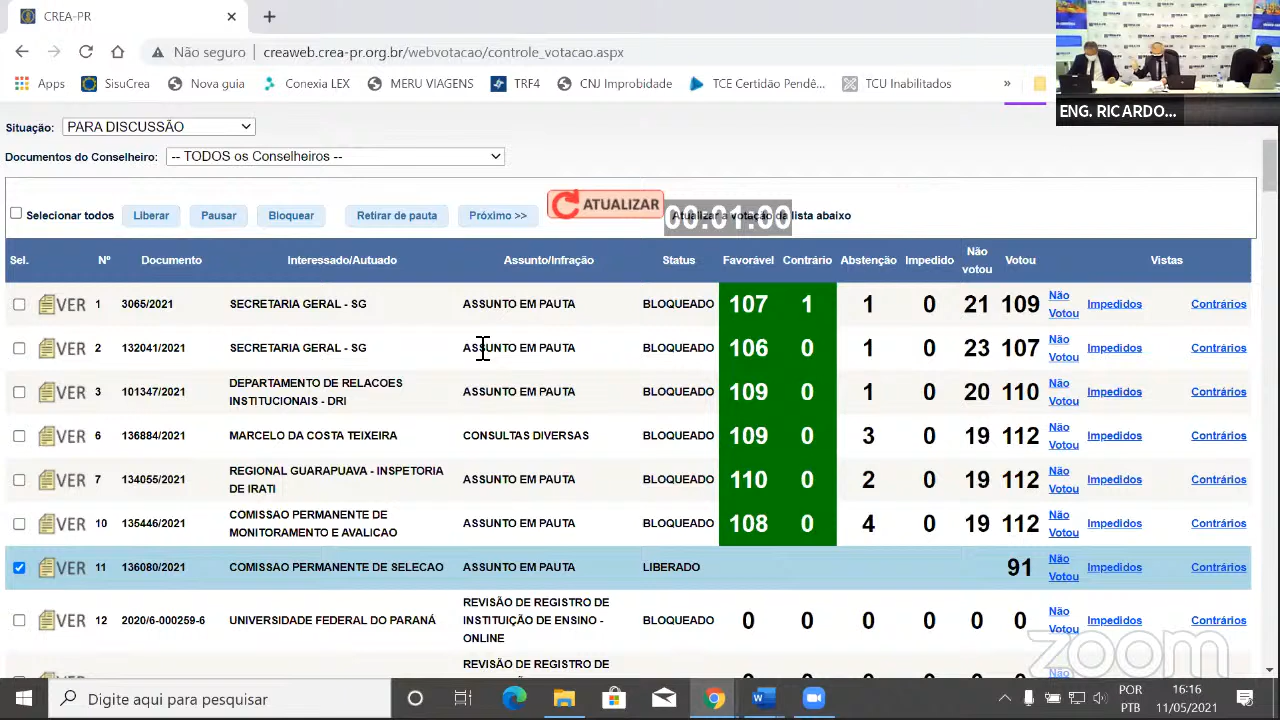 CREA-PR
Não seguro
Apps
SisuCrea
Nova guia
Conexia LEX
CNJ Improbidade
TCE Certidão Pendê...
TCU Inabilitados
»
ENG. RICARDO...
Situação:
PARA DISCUSSÃO
Documentos do Conselheiro:
-- TODOS os Conselheiros --
Selecionar todos
Liberar
Pausar
Bloquear
Retirar de pauta
Próximo >>
ATUALIZAR
Atualizar a votação da lista abaixo
00:01:00
Sel. Nº Documento Interessado/Autuado Assunto/Infração Status Favorável Contrário Abstenção Impedido Não votou Votou Vistas
VER 1 3065/2021 SECRETARIA GERAL - SG ASSUNTO EM PAUTA BLOQUEADO 107 1 1 0 21 109 Não Votou Impedidos Contrários
VER 2 132041/2021 SECRETARIA GERAL - SG ASSUNTO EM PAUTA BLOQUEADO 106 0 1 0 23 107 Não Votou Impedidos Contrários
VER 3 101347/2021 DEPARTAMENTO DE RELACOES INSTITUCIONAIS - DRI ASSUNTO EM PAUTA BLOQUEADO 109 0 1 0 20 110 Não Votou Impedidos Contrários
VER 6 136884/2021 MARCELO DA COSTA TEIXEIRA CONSULTAS DIVERSAS BLOQUEADO 109 0 3 0 19 112 Não Votou Impedidos Contrários
VER 7 134055/2021 REGIONAL GUARAPUAVA - INSPETORIA DE IRATI ASSUNTO EM PAUTA BLOQUEADO 110 0 2 0 19 112 Não Votou Impedidos Contrários
VER 10 135446/2021 COMISSAO PERMANENTE DE MONITORAMENTO E AVALICAO ASSUNTO EM PAUTA BLOQUEADO 108 0 4 0 19 112 Não Votou Impedidos Contrários
VER 11 136080/2021 COMISSAO PERMANENTE DE SELECAO ASSUNTO EM PAUTA LIBERADO 91 Não Votou Impedidos Contrários
VER 12 2020/6-000259-6 UNIVERSIDADE FEDERAL DO PARANÁ REVISÃO DE REGISTRO DE INSTITUIÇÃO DE ENSINO - ONLINE BLOQUEADO 0 0 0 0 0 0 Não Votou Impedidos Contrários
REVISÃO DE REGISTRO DE
Não
zoom
Digite aqui para pesquisar
POR
PTB
16:16
11/05/2021